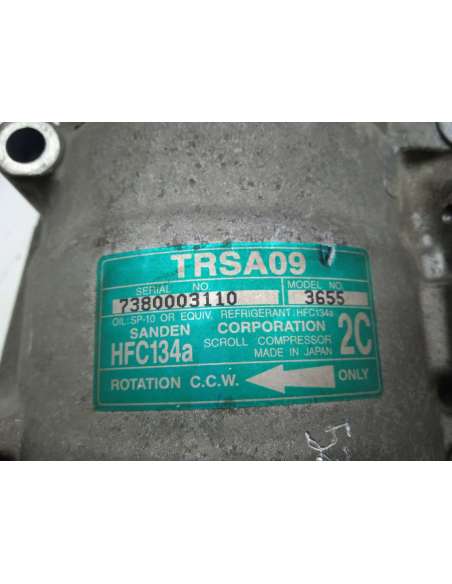 TRSA09
SERIAL NO. MODEL NO.
7380003110 3655
OIL: SP-10 OR EQUIV. REFRIGERANT: HFC134a
SANDEN CORPORATION 2C
HFC134a SCROLL COMPRESSOR
MADE IN JAPAN
ROTATION C.C.W. ONLY